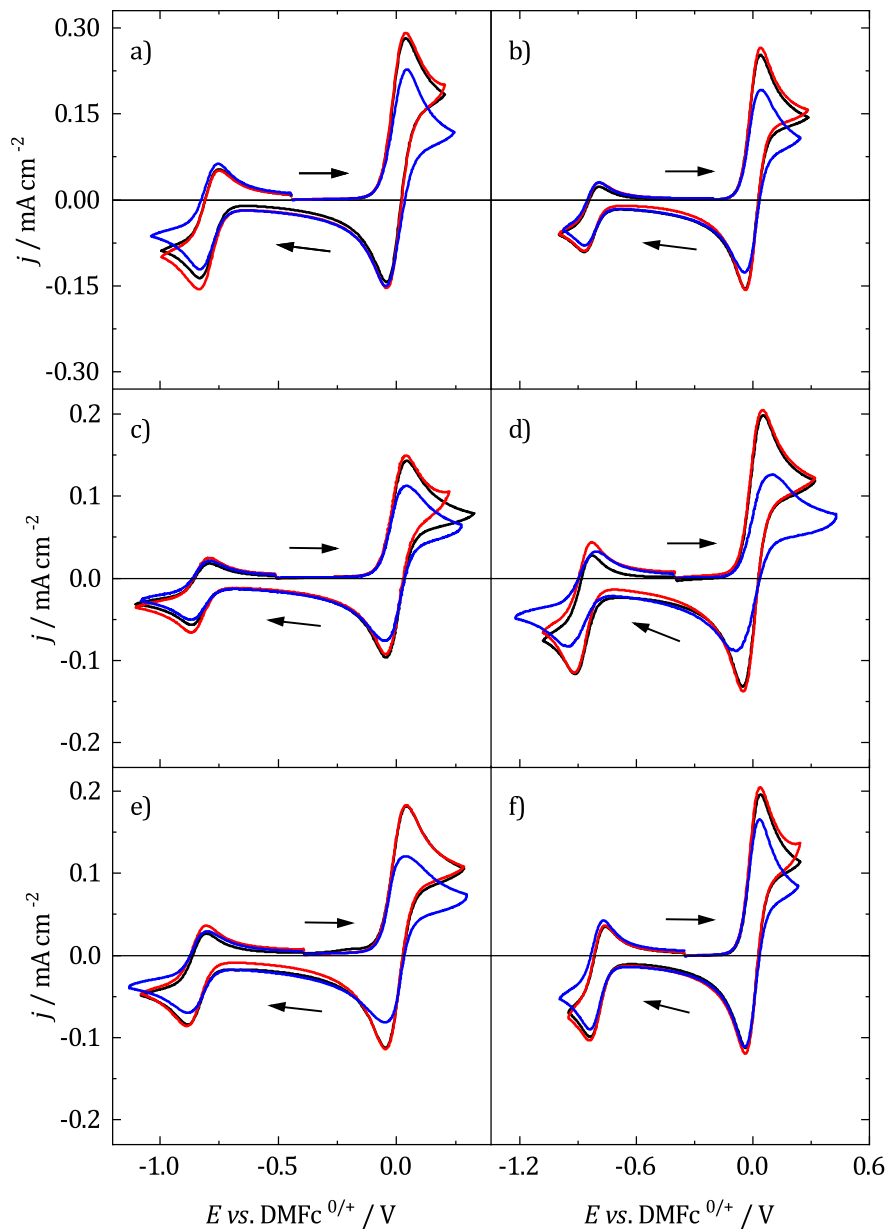 a)
b)
0.30
0.15
0.00
-0.15
-0.30
j / mA cm⁻²
c)
d)
0.2
0.1
0.0
-0.1
-0.2
j / mA cm⁻²
e)
f)
0.2
0.1
0.0
-0.1
-0.2
j / mA cm⁻²
-1.0 -0.5 0.0 -1.2 -0.6 0.0 0.6
E vs. DMFc ⁰/⁺ / V E vs. DMFc ⁰/⁺ / V